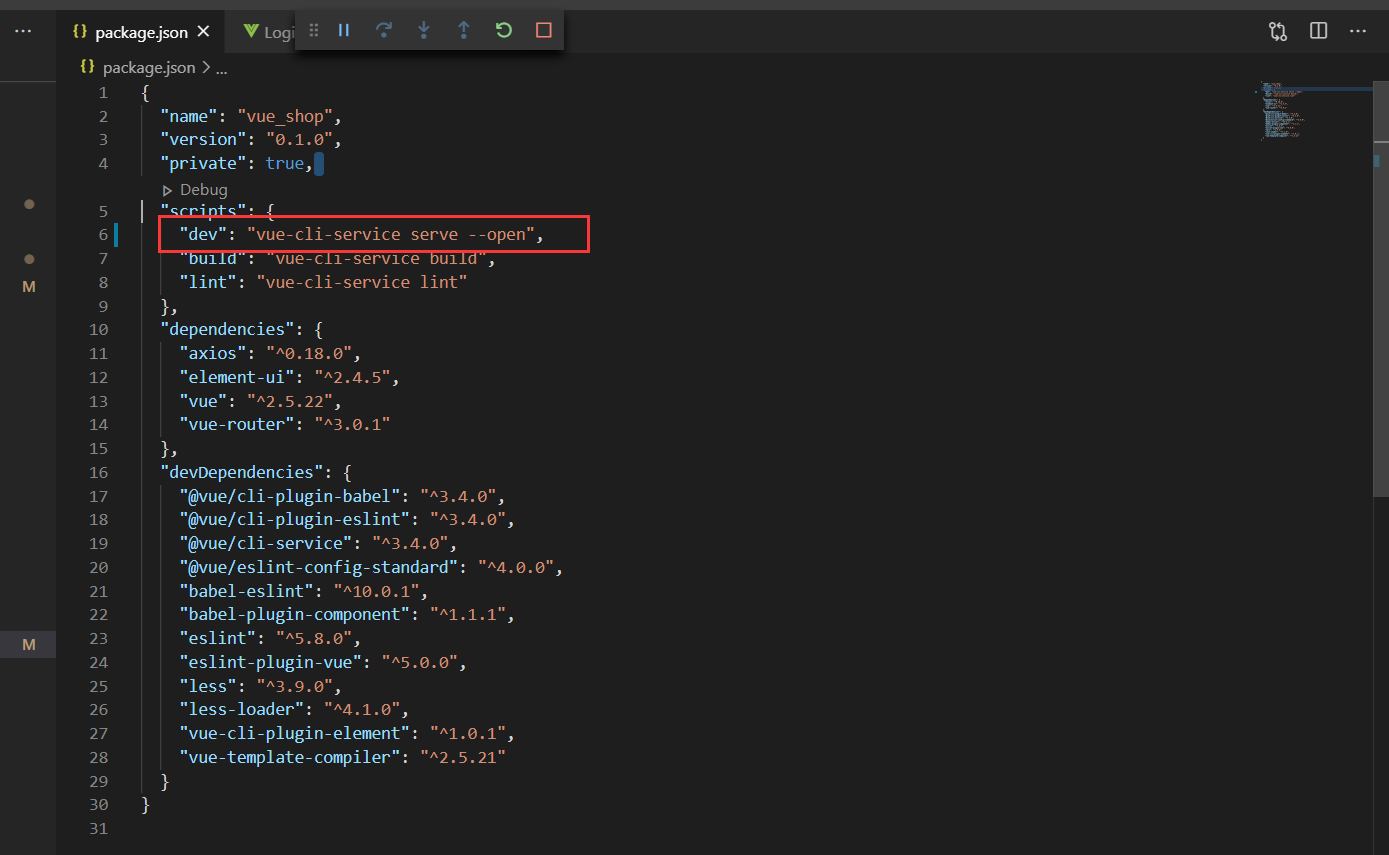 package.json
Logi
package.json > ...
1 {
2 "name": "vue_shop",
3 "version": "0.1.0",
4 "private": true,
Debug
5 "scripts": {
6 "dev": "vue-cli-service serve --open",
7 "build": "vue-cli-service build",
8 "lint": "vue-cli-service lint"
9 },
10 "dependencies": {
11 "axios": "^0.18.0",
12 "element-ui": "^2.4.5",
13 "vue": "^2.5.22",
14 "vue-router": "^3.0.1"
15 },
16 "devDependencies": {
17 "@vue/cli-plugin-babel": "^3.4.0",
18 "@vue/cli-plugin-eslint": "^3.4.0",
19 "@vue/cli-service": "^3.4.0",
20 "@vue/eslint-config-standard": "^4.0.0",
21 "babel-eslint": "^10.0.1",
22 "babel-plugin-component": "^1.1.1",
23 "eslint": "^5.8.0",
24 "eslint-plugin-vue": "^5.0.0",
25 "less": "^3.9.0",
26 "less-loader": "^4.1.0",
27 "vue-cli-plugin-element": "^1.0.1",
28 "vue-template-compiler": "^2.5.21"
29 }
30 }
31
M
M